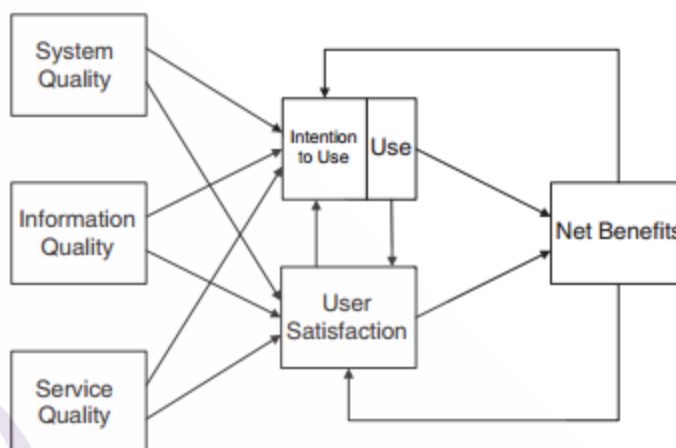 System
Quality
Intention
to Use
Use
Information
Quality
Net Benefits
User
Satisfaction
Service
Quality